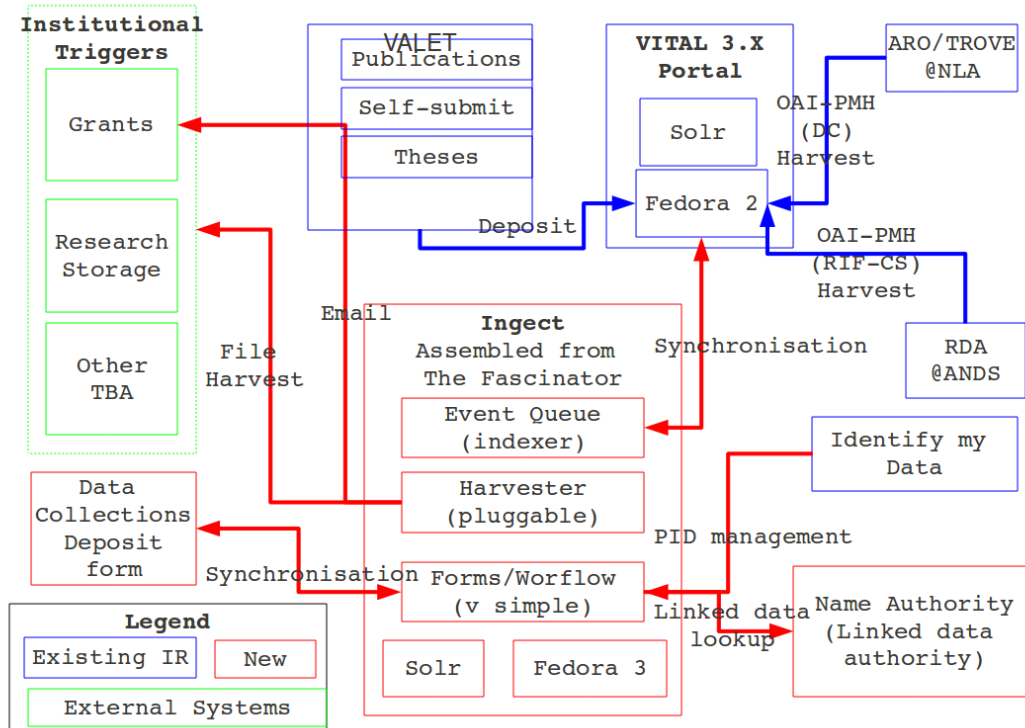 Institutional
Triggers
Grants
Research
Storage
Other
TBA
VALET
Publications
Self-submit
Theses
VITAL 3.X
Portal
Solr
Fedora 2
ARO/TROVE
@NLA
OAI-PMH
(DC)
Harvest
Deposit
OAI-PMH
(RIF-CS)
Harvest
RDA
@ANDS
Email
File
Harvest
Ingect
Assembled from
The Fascinator
Event Queue
(indexer)
Harvester
(pluggable)
Forms/Worflow
(v simple)
Solr
Fedora 3
Synchronisation
Identify my
Data
PID management
Linked data
lookup
Name Authority
(Linked data
authority)
Data
Collections
Deposit
form
Synchronisation
Legend
Existing IR
New
External Systems